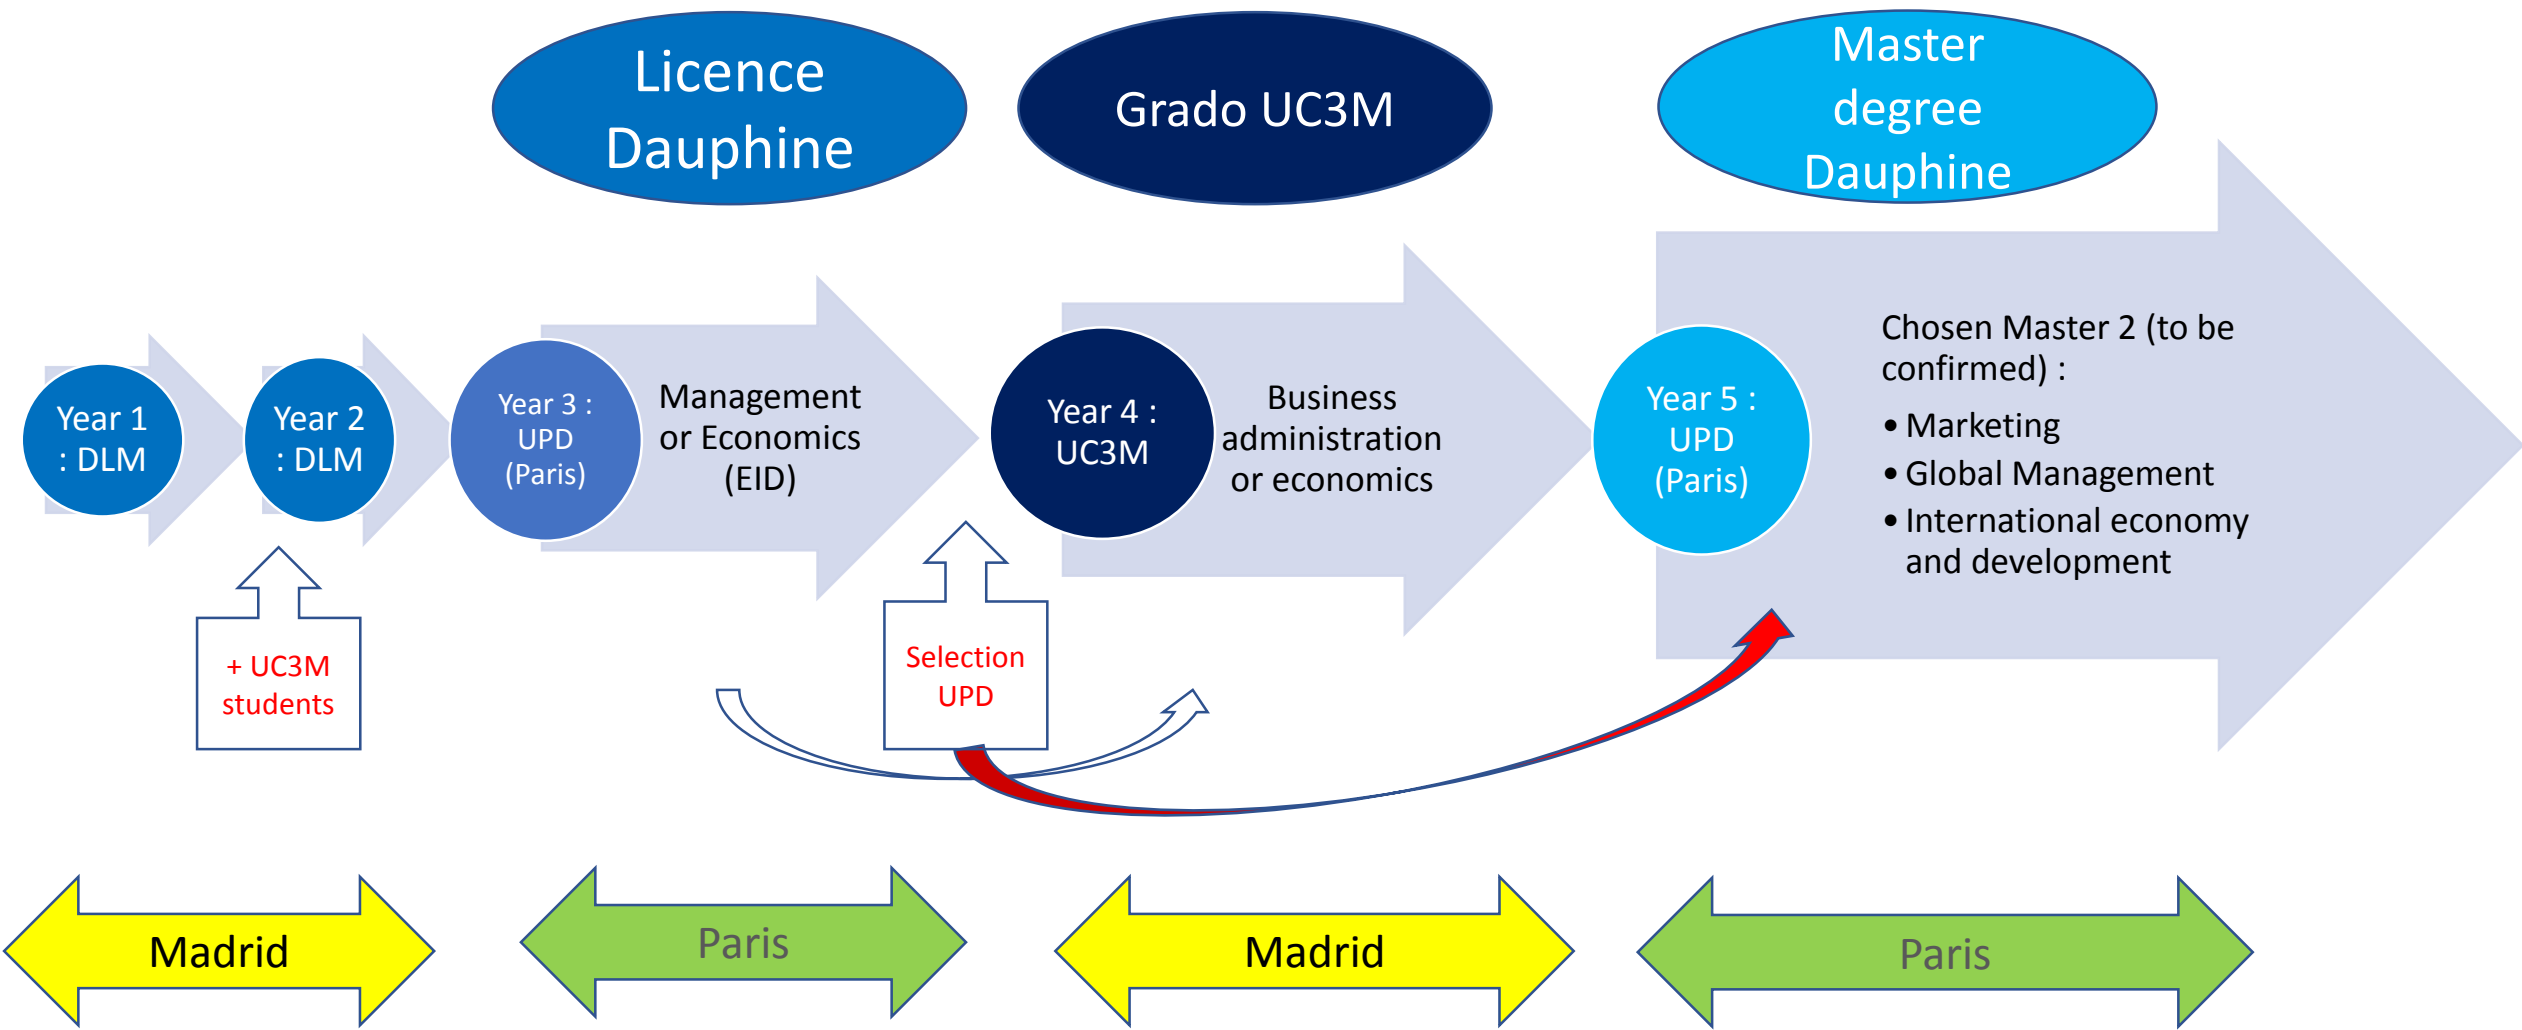 Licence
Dauphine
Grado UC3M
Master
degree
Dauphine
Year 1
: DLM
Year 2
: DLM
Year 3 :
UPD
(Paris)
Management
or Economics
(EID)
Year 4 :
UC3M
Business
administration
or economics
Year 5 :
UPD
(Paris)
Chosen Master 2 (to be
confirmed) :
• Marketing
• Global Management
• International economy
and development
+ UC3M
students
Selection
UPD
Madrid
Paris
Madrid
Paris